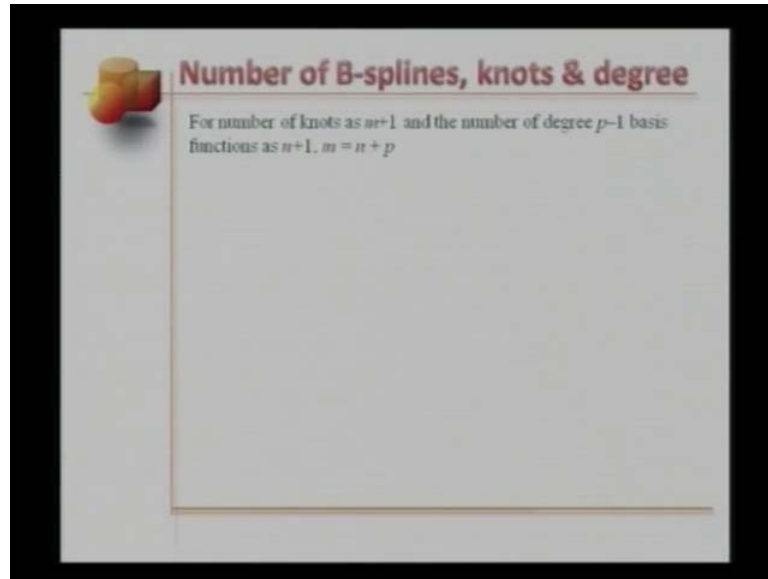 Number of B-splines, knots & degree
For number of knots as m+1 and the number of degree p–1 basis
functions as n+1, m = n + p